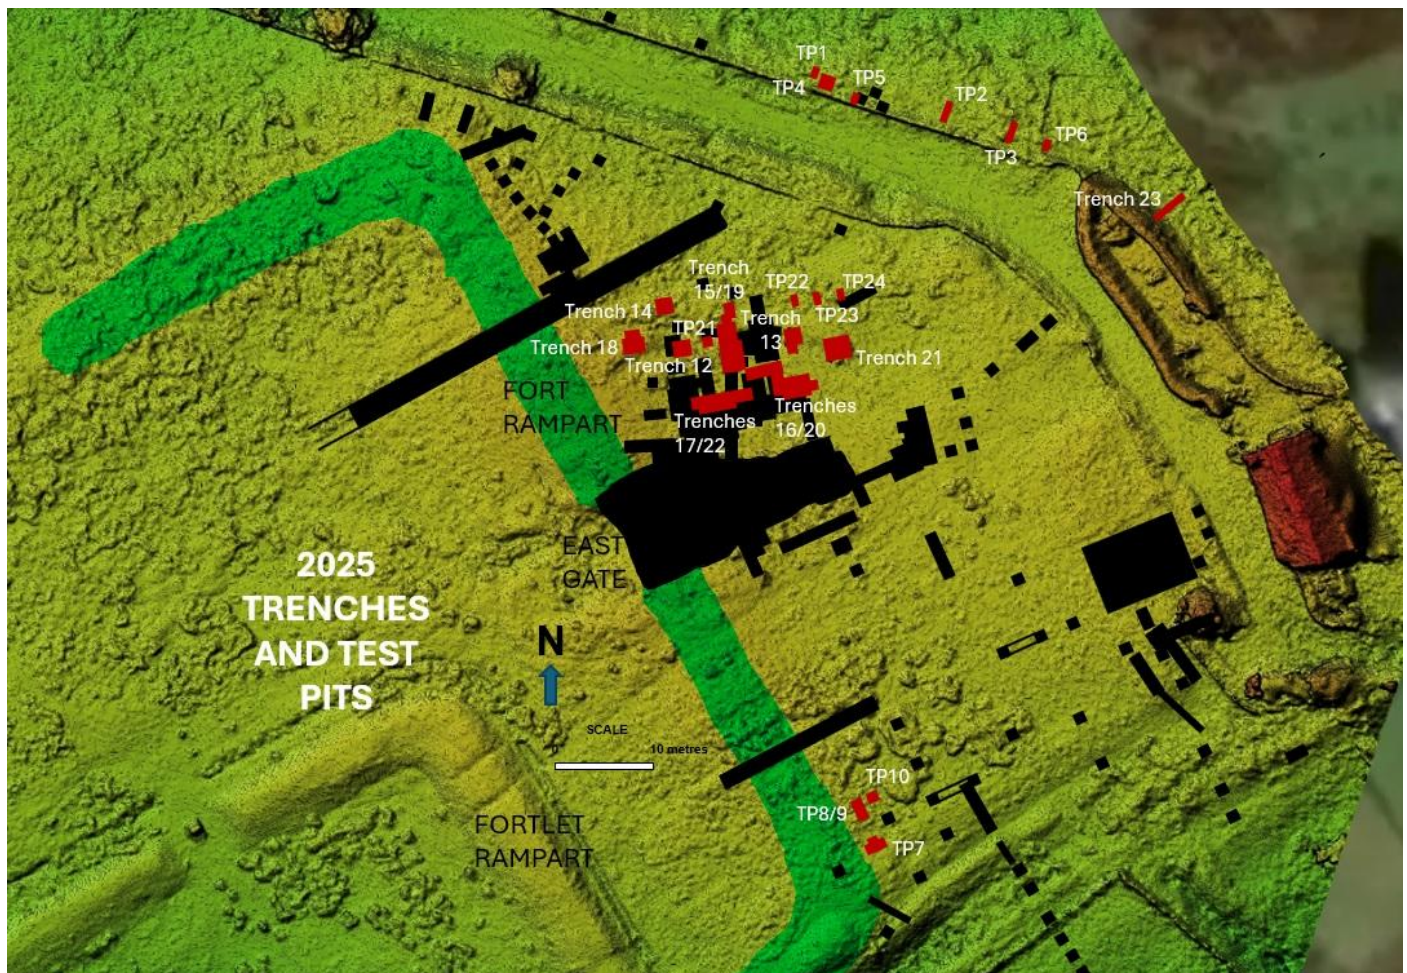 TP1
TP4
TP5
TP2
TP3
TP6
Trench 23
Trench
15/19
TP22
TP24
TP23
Trench 14
TP21
Trench
13
Trench 18
Trench 12
Trench 21
FORT
RAMPART
Trenches
17/22
Trenches
16/20
EAST
GATE
2025
TRENCHES
AND TEST
PITS
N
SCALE
0
10 metres
TP10
TP8/9
TP7
FORTLET
RAMPART